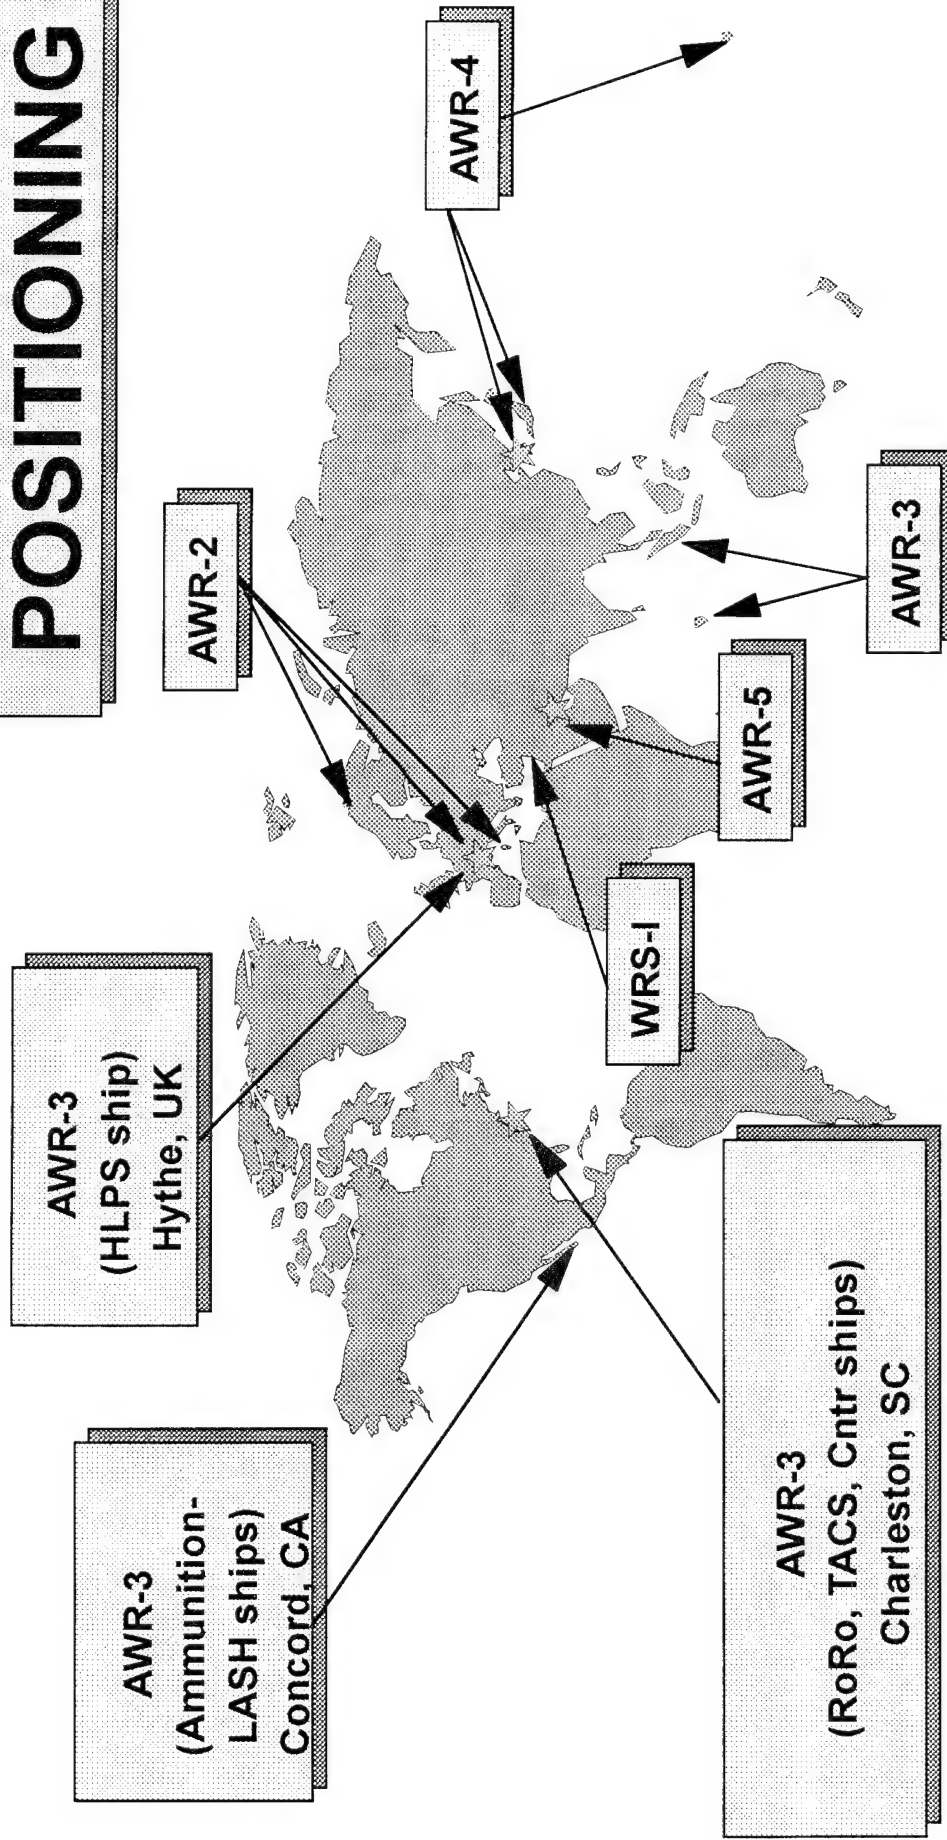 POSITIONING
AWR-3
(HLPS ship)
Hythe, UK
AWR-2
AWR-4
AWR-3
(Ammunition-
LASH ships)
Concord, CA
AWR-3
(RoRo, TACS, Cntr ships)
Charleston, SC
WRS-I
AWR-5
AWR-3